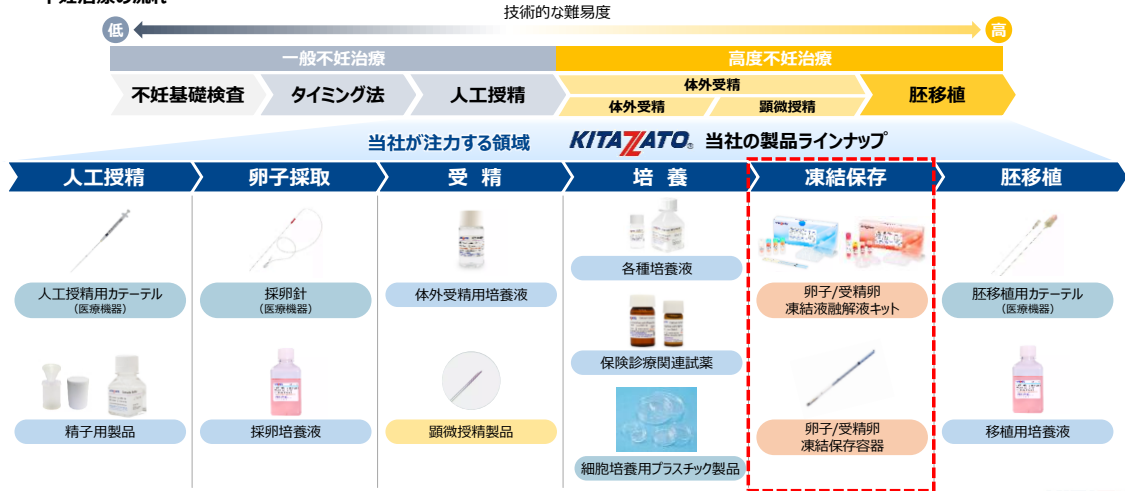 技術的な難易度
低
高
一般不妊治療
高度不妊治療
不妊基礎検査
タイミング法
人工授精
体外受精
体外受精
顕微授精
胚移植
当社が注力する領域
KITAZATO® 当社の製品ラインナップ
人工授精
卵子採取
受 精
培 養
凍結保存
胚移植
人工授精用カテーテル
(医療機器)
採卵針
(医療機器)
体外受精用培養液
各種培養液
卵子/受精卵
凍結液融解液キット
胚移植用カテーテル
(医療機器)
保険診療関連試薬
精子用製品
採卵培養液
顕微授精製品
細胞培養用プラスチック製品
卵子/受精卵
凍結保存容器
移植用培養液